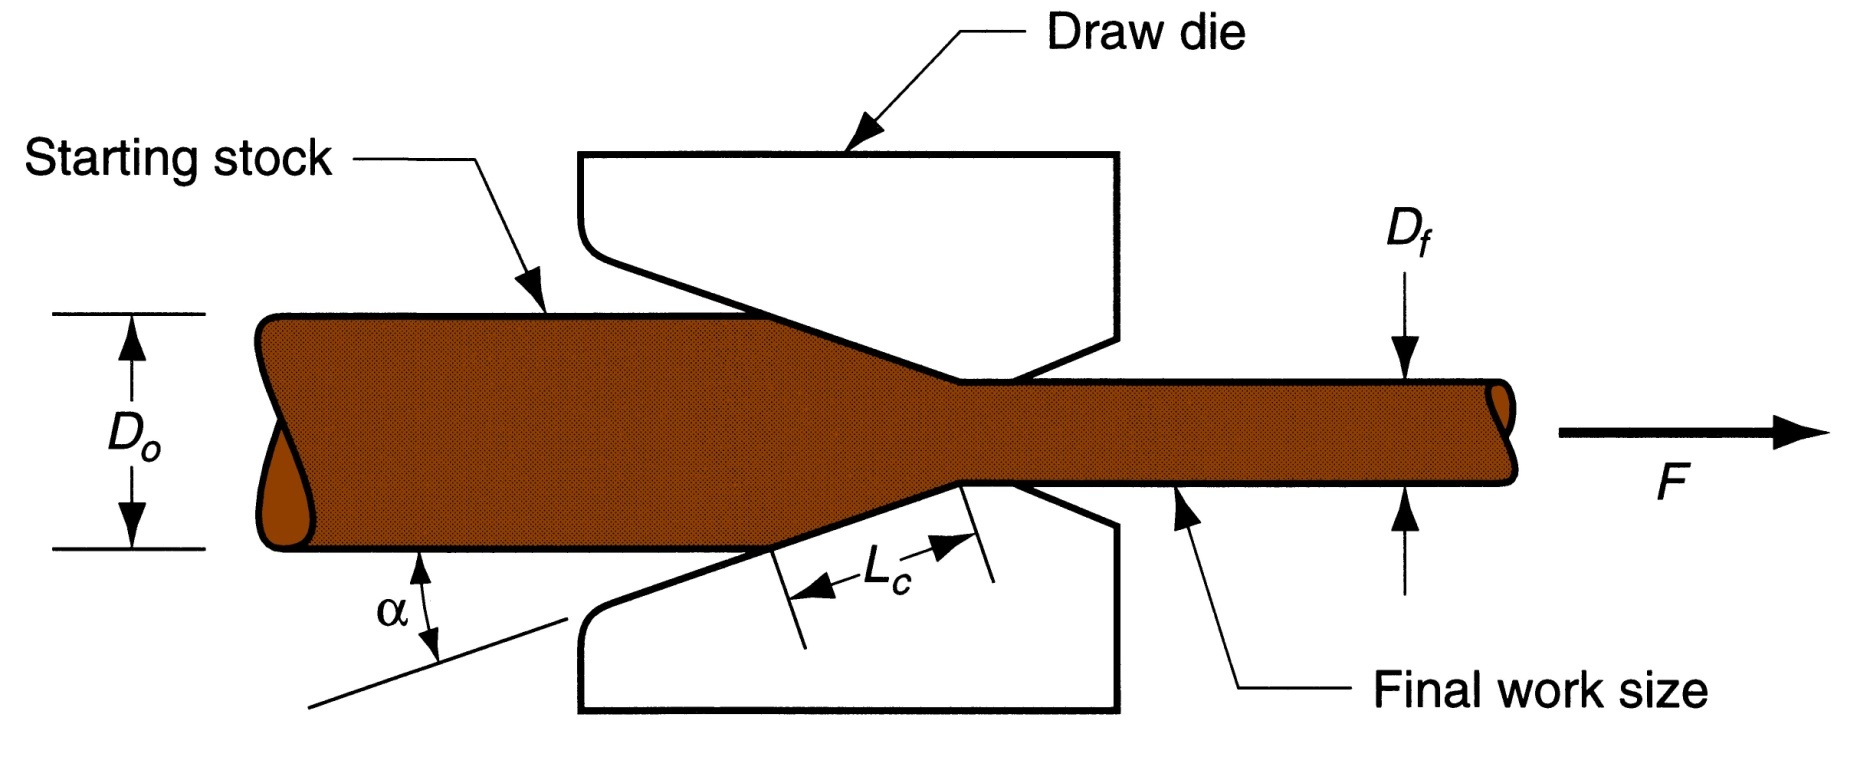 Draw die
Starting stock
Df
Do
F
Lc
α
Final work size